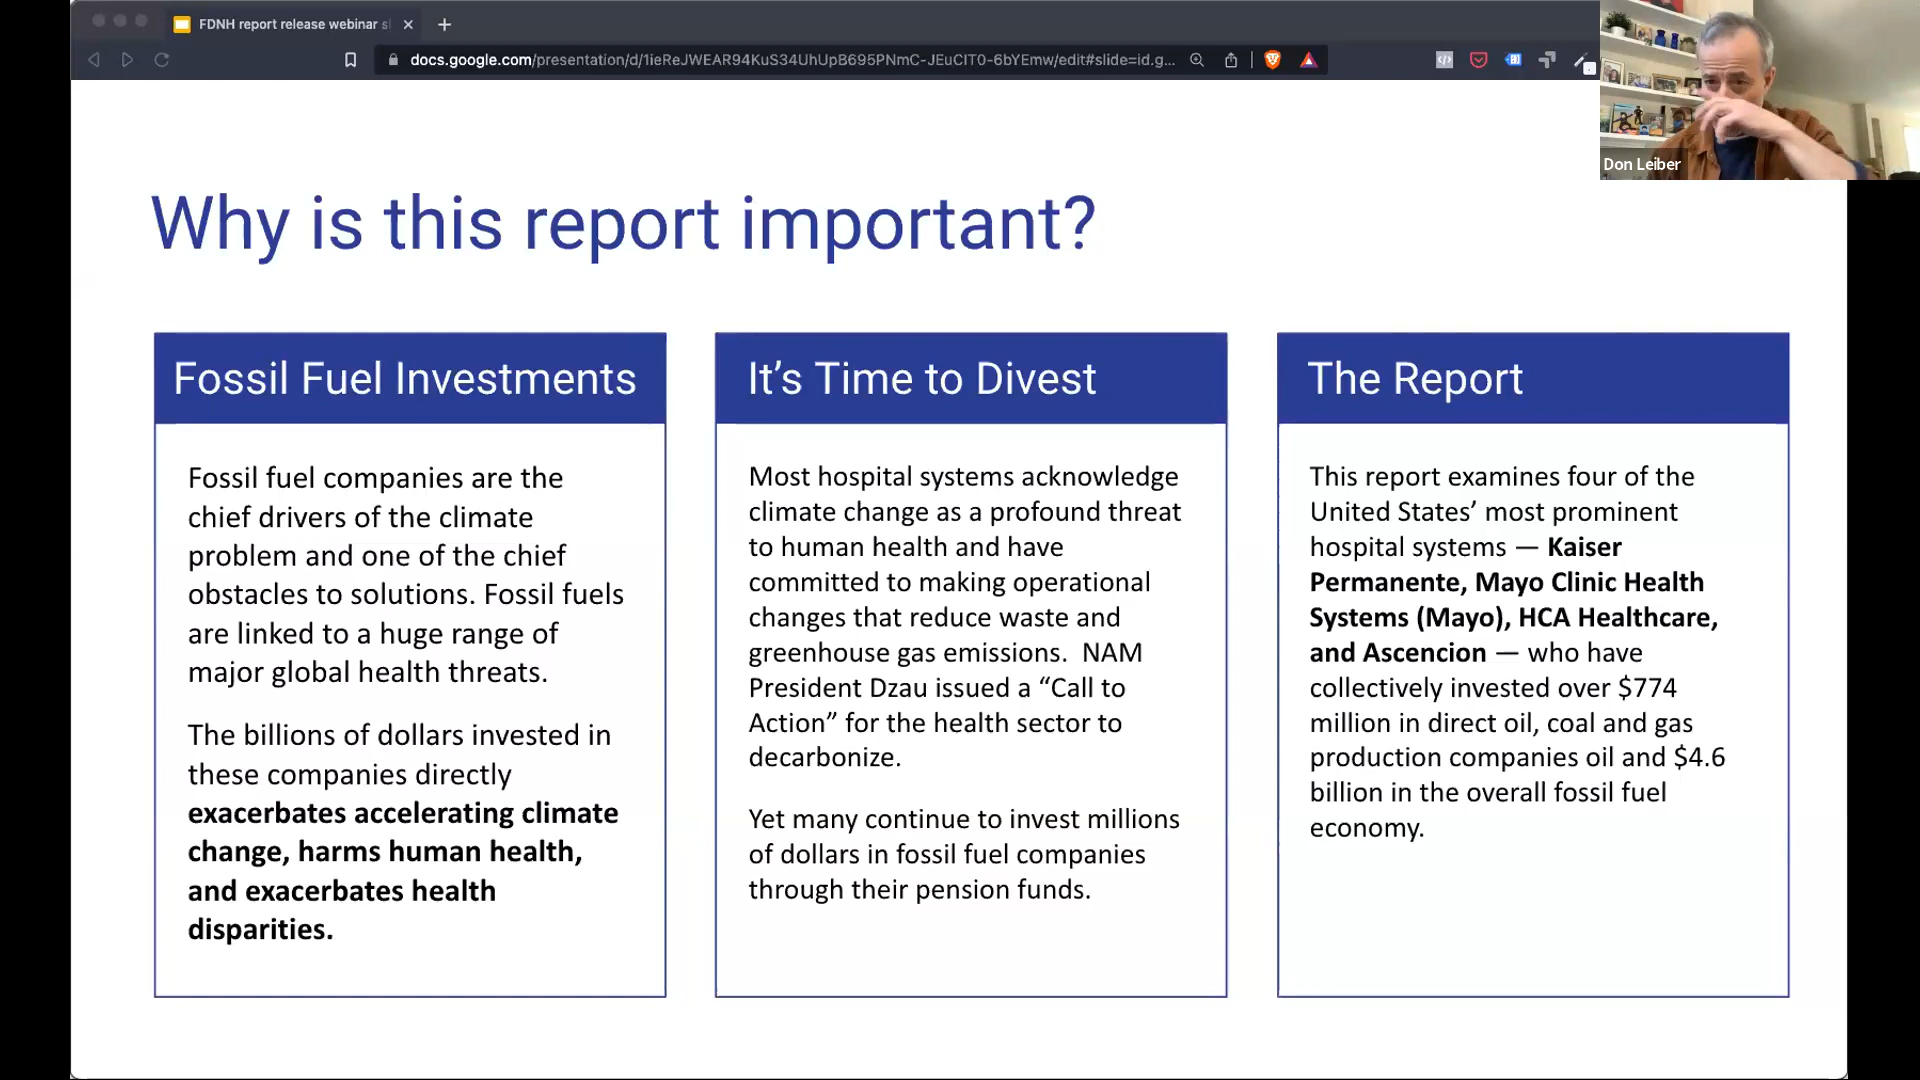 FDNH report release webinar s
docs.google.com/presentation/d/1ieReJWEAR94KuS34UhUpB695PNmC-JEuCIT0-6bYEmw/edit#slide=id.g...
Don Leiber
Why is this report important?
Fossil Fuel Investments
Fossil fuel companies are the
chief drivers of the climate
problem and one of the chief
obstacles to solutions. Fossil fuels
are linked to a huge range of
major global health threats.
The billions of dollars invested in
these companies directly
exacerbates accelerating climate
change, harms human health,
and exacerbates health
disparities.
It’s Time to Divest
Most hospital systems acknowledge
climate change as a profound threat
to human health and have
committed to making operational
changes that reduce waste and
greenhouse gas emissions.  NAM
President Dzau issued a “Call to
Action” for the health sector to
decarbonize.
Yet many continue to invest millions
of dollars in fossil fuel companies
through their pension funds.
The Report
This report examines four of the
United States’ most prominent
hospital systems — Kaiser
Permanente, Mayo Clinic Health
Systems (Mayo), HCA Healthcare,
and Ascencion — who have
collectively invested over $774
million in direct oil, coal and gas
production companies oil and $4.6
billion in the overall fossil fuel
economy.